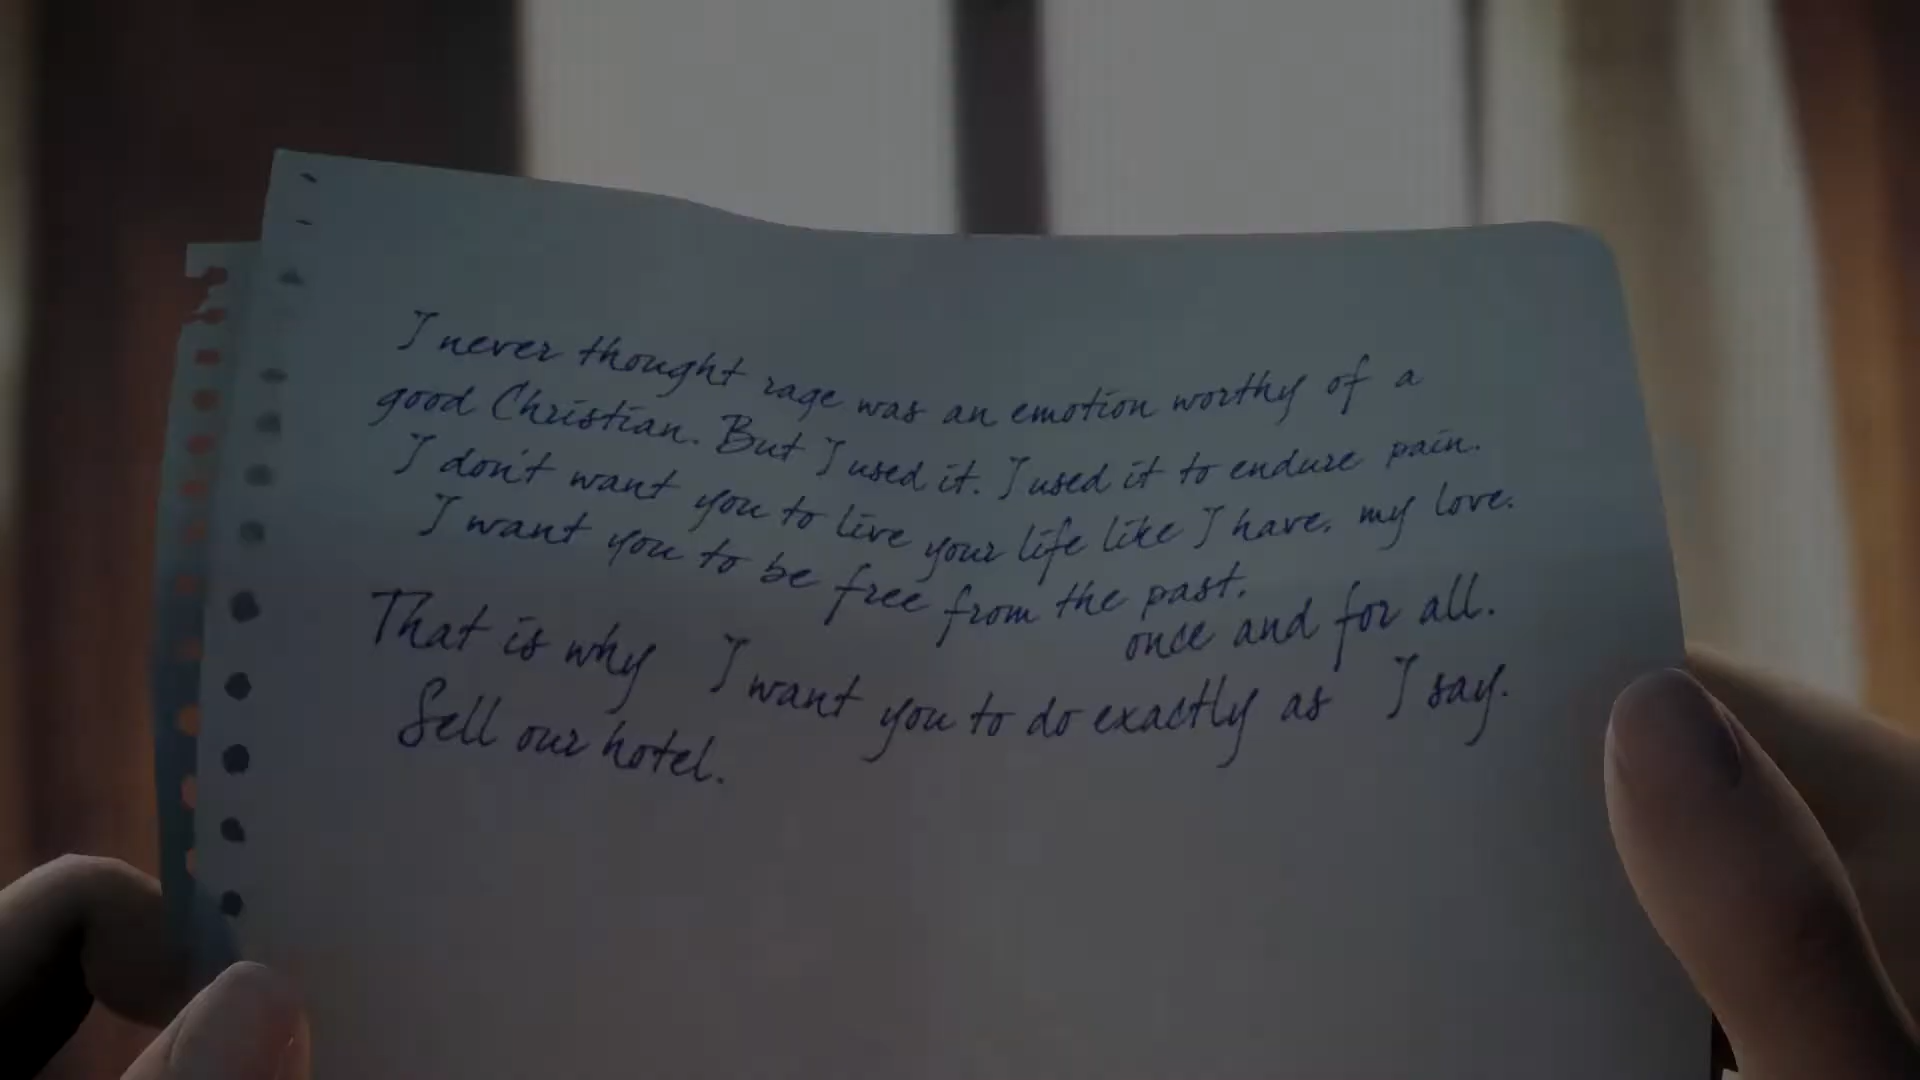 I never thought rage was an emotion worthy of a
good Christian. But I used it. I used it to endure pain.
I don't want you to live your life like I have, my love.
I want you to be free from the past,
once and for all.
That is why I want you to do exactly as I say.
Sell our hotel.